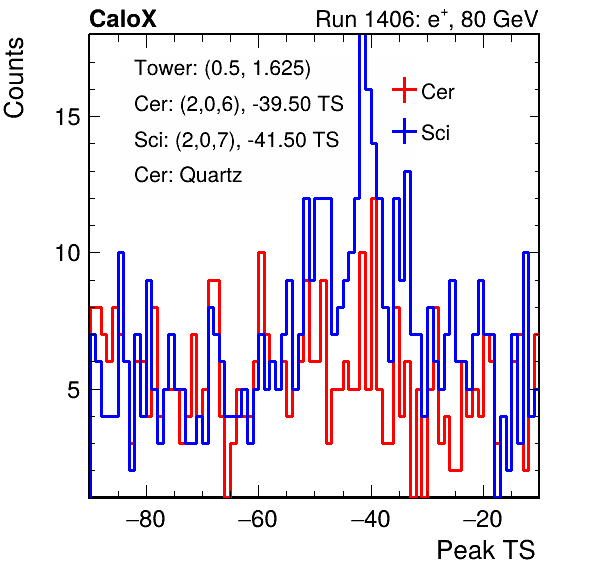 CaloX Run 1406: e⁺, 80 GeV
Counts
Tower: (0.5, 1.625)
Cer: (2,0,6), -39.50 TS
Sci: (2,0,7), -41.50 TS
Cer: Quartz
Cer
Sci
15
10
5
−80 −60 −40 −20
Peak TS